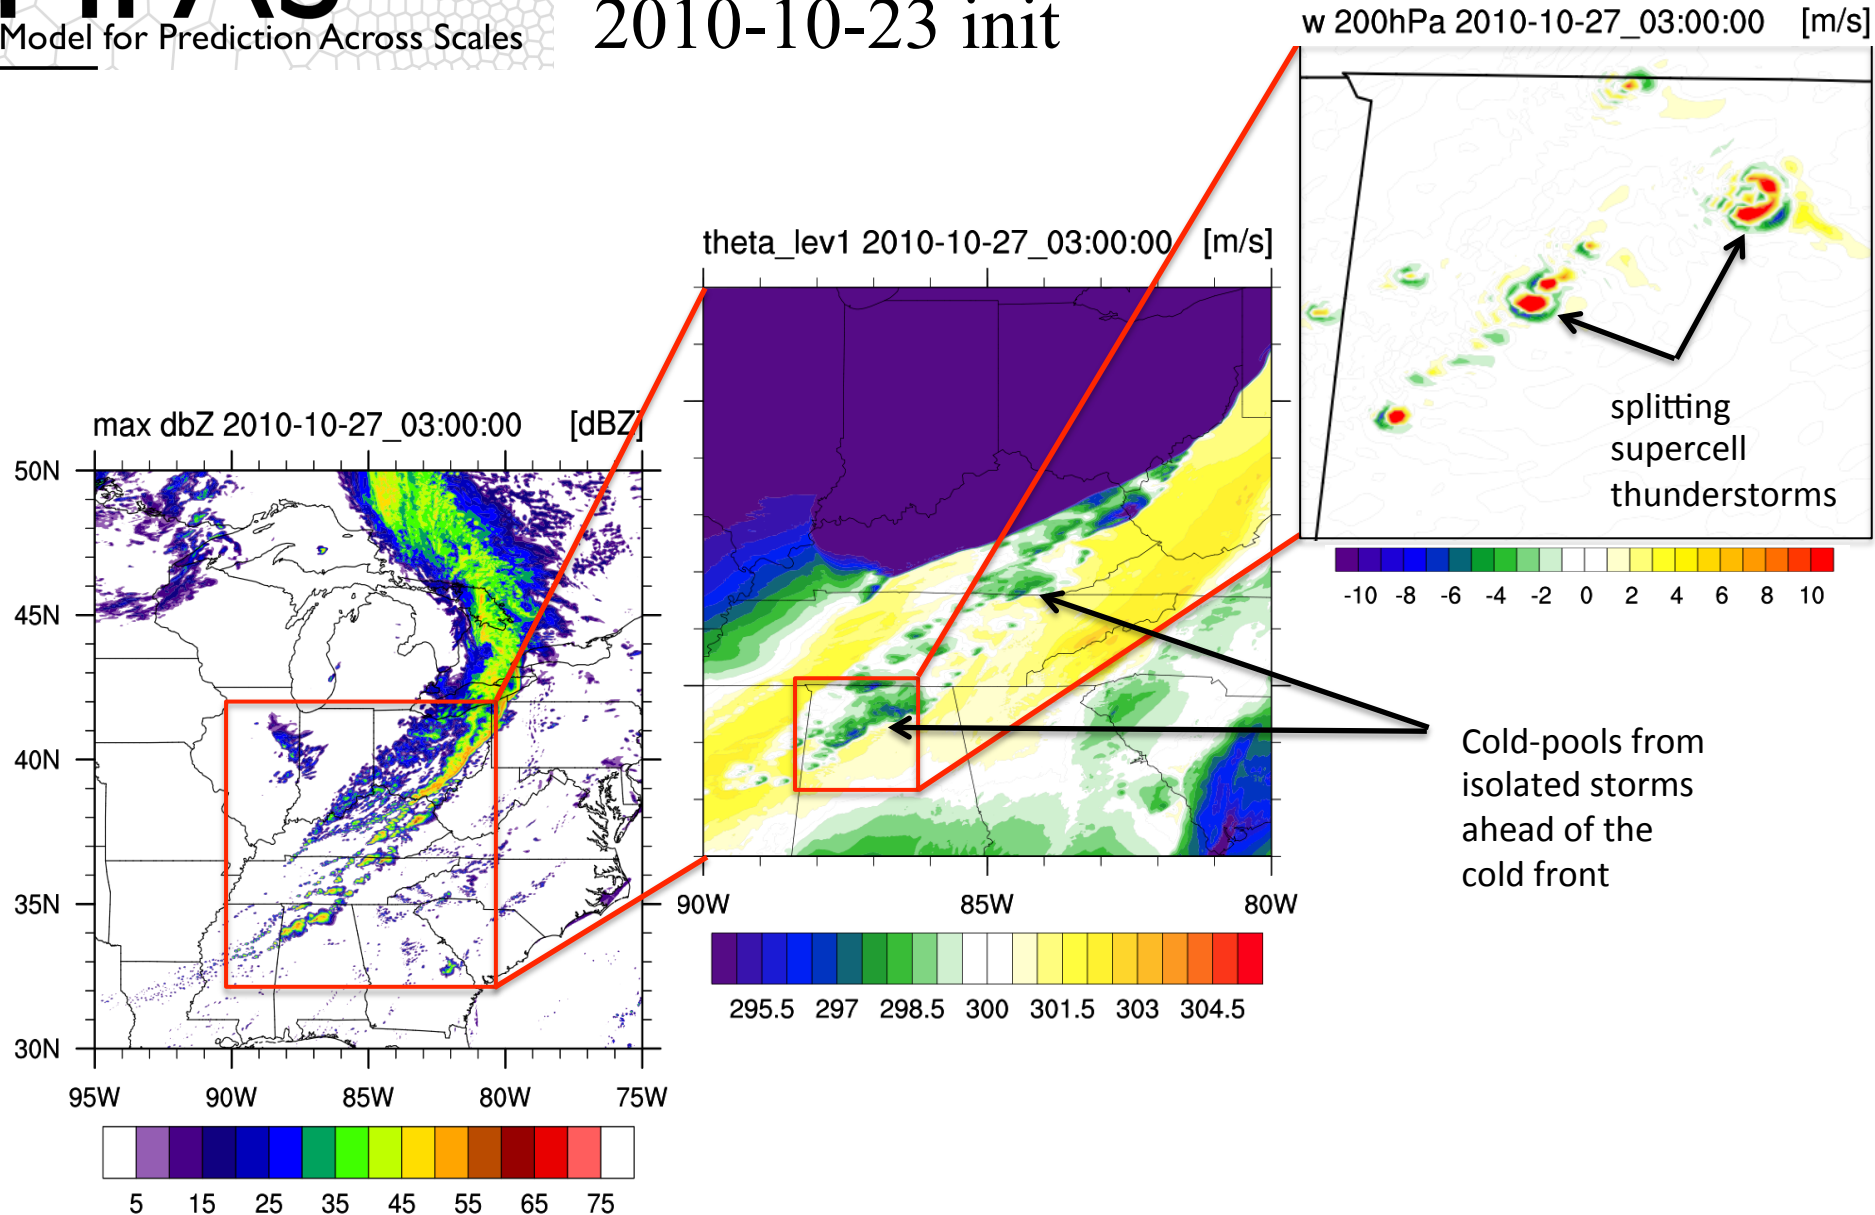 Model for Prediction Across Scales
2010-10-23 init
w 200hPa 2010-10-27_03:00:00 [m/s]
splitting
supercell
thunderstorms
-10 -8 -6 -4 -2 0 2 4 6 8 10
theta_lev1 2010-10-27_03:00:00 [m/s]
90W 85W 80W
295.5 297 298.5 300 301.5 303 304.5
Cold-pools from
isolated storms
ahead of the
cold front
max dbZ 2010-10-27_03:00:00 [dBZ]
50N
45N
40N
35N
30N
95W 90W 85W 80W 75W
5 15 25 35 45 55 65 75